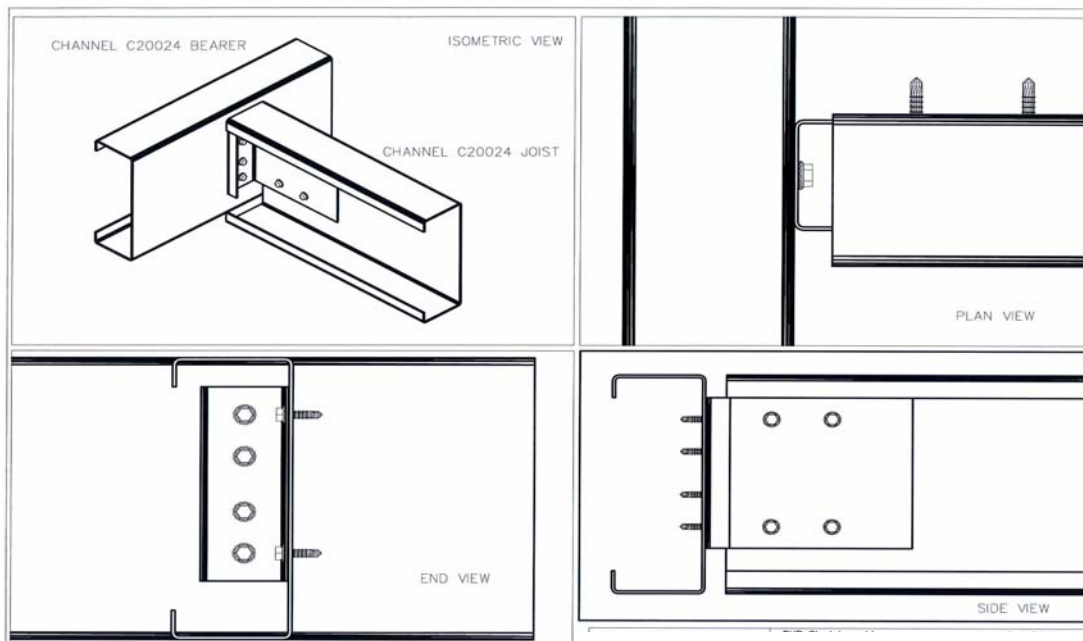 CHANNEL C20024 BEARER
ISOMETRIC VIEW
CHANNEL C20024 JOIST
PLAN VIEW
END VIEW
SIDE VIEW